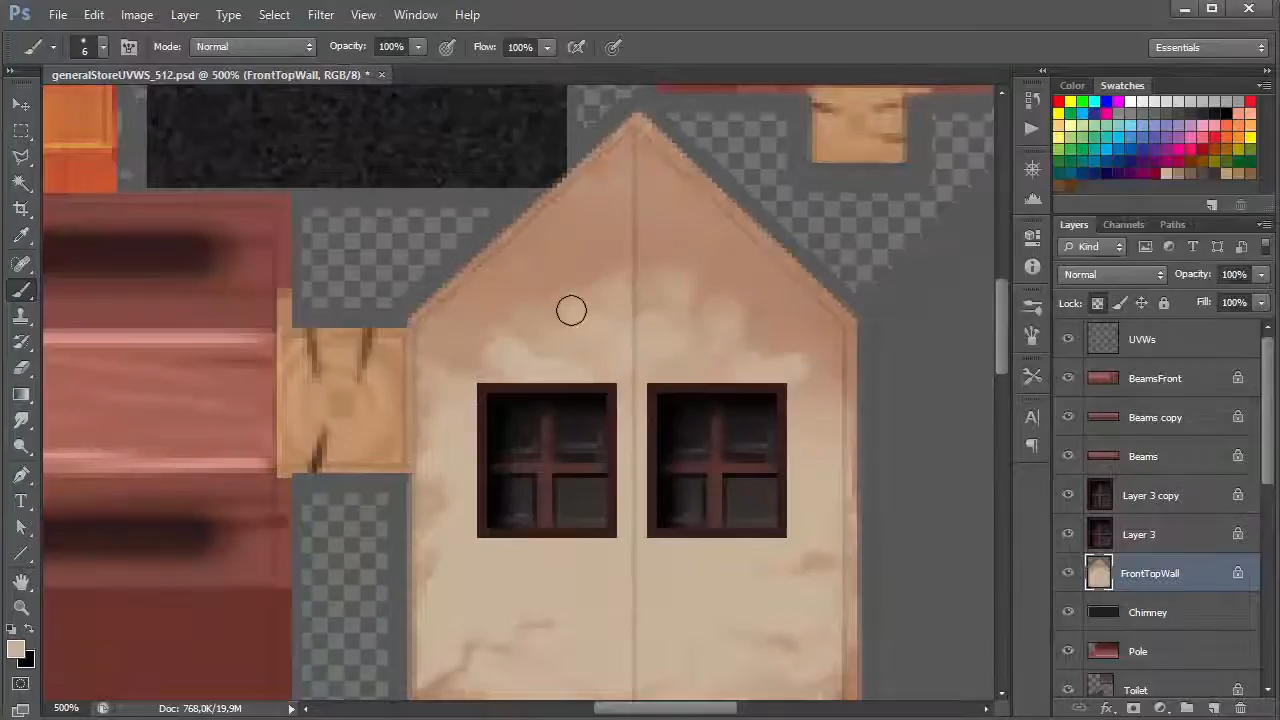 Ps File Edit Image Layer Type Select Filter View Window Help
6 Mode: Normal Opacity: 100% Flow: 100% Essentials
generalStoreUVWS_512.psd @ 500% (FrontTopWall, RGB/8) * ×
Color Swatches
Layers Channels Paths
Kind
Normal Opacity: 100%
Lock: Fill: 100%
UVWs
BeamsFront
Beams copy
Beams
Layer 3 copy
Layer 3
FrontTopWall
Chimney
Pole
Toilet
500% Doc: 768,0K/19,9M